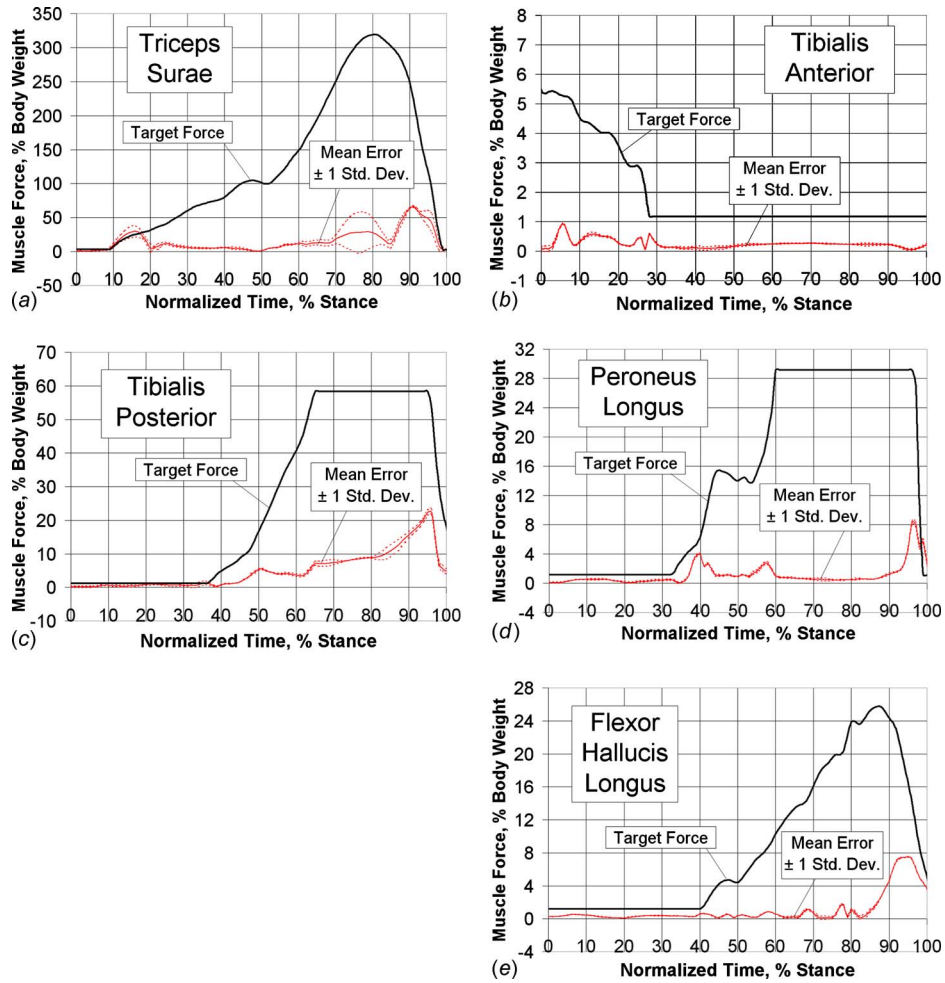 Triceps
Surae
Target Force
Mean Error
± 1 Std. Dev.
Muscle Force, % Body Weight
350
300
250
200
150
100
50
0
-50
0 10 20 30 40 50 60 70 80 90 100
Normalized Time, % Stance
(a)
Tibialis
Anterior
Target Force
Mean Error
± 1 Std. Dev.
Muscle Force, % Body Weight
8
7
6
5
4
3
2
1
0
-1
0 10 20 30 40 50 60 70 80 90 100
Normalized Time, % Stance
(b)
Tibialis
Posterior
Target Force
Mean Error
± 1 Std. Dev.
Muscle Force, % Body Weight
70
60
50
40
30
20
10
0
-10
0 10 20 30 40 50 60 70 80 90 100
Normalized Time, % Stance
(c)
Peroneus
Longus
Target Force
Mean Error
± 1 Std. Dev.
Muscle Force, % Body Weight
32
28
24
20
16
12
8
4
0
-4
0 10 20 30 40 50 60 70 80 90 100
Normalized Time, % Stance
(d)
Flexor
Hallucis
Longus
Target Force
Mean Error
± 1 Std. Dev.
Muscle Force, % Body Weight
28
24
20
16
12
8
4
0
-4
0 10 20 30 40 50 60 70 80 90 100
Normalized Time, % Stance
(e)